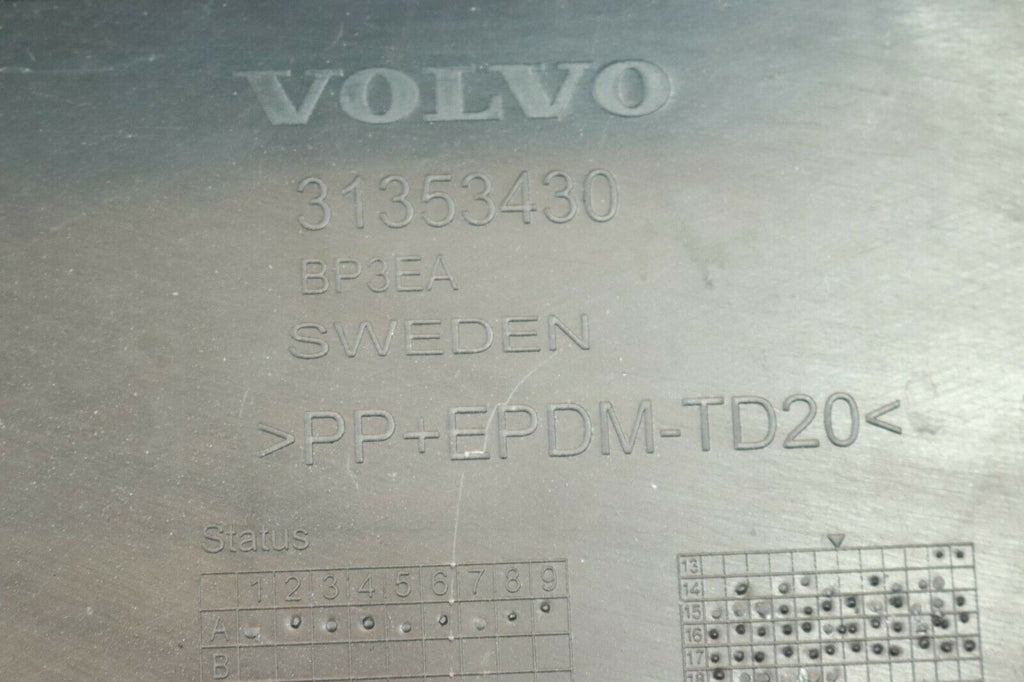 VOLVO
31353430
BP3EA
SWEDEN
>PP+EPDM-TD20<
Status
1 2 3 4 5 6 7 8 9
A
B
13
14
15
16
17
18